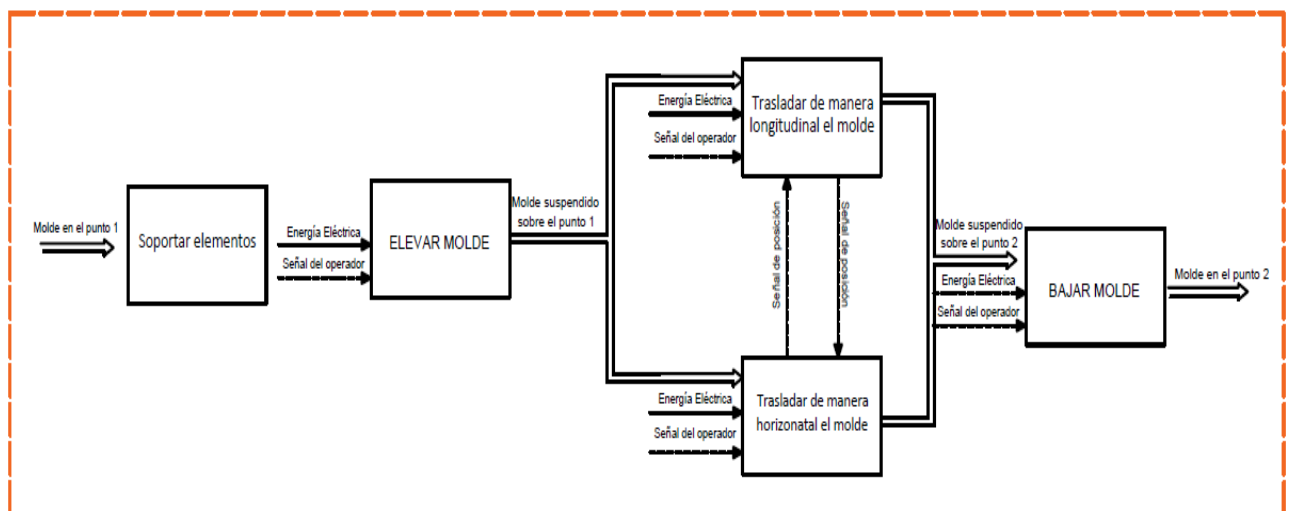 Molde en el punto 1
Soportar elementos
Energía Eléctrica
Señal del operador
ELEVAR MOLDE
Molde suspendido
sobre el punto 1
Energía Eléctrica
Señal del operador
Trasladar de manera
longitudinal el molde
Señal de posición
Señal de posición
Energía Eléctrica
Señal del operador
Trasladar de manera
horizonatal el molde
Molde suspendido
sobre el punto 2
Energía Eléctrica
Señal del operador
BAJAR MOLDE
Molde en el punto 2